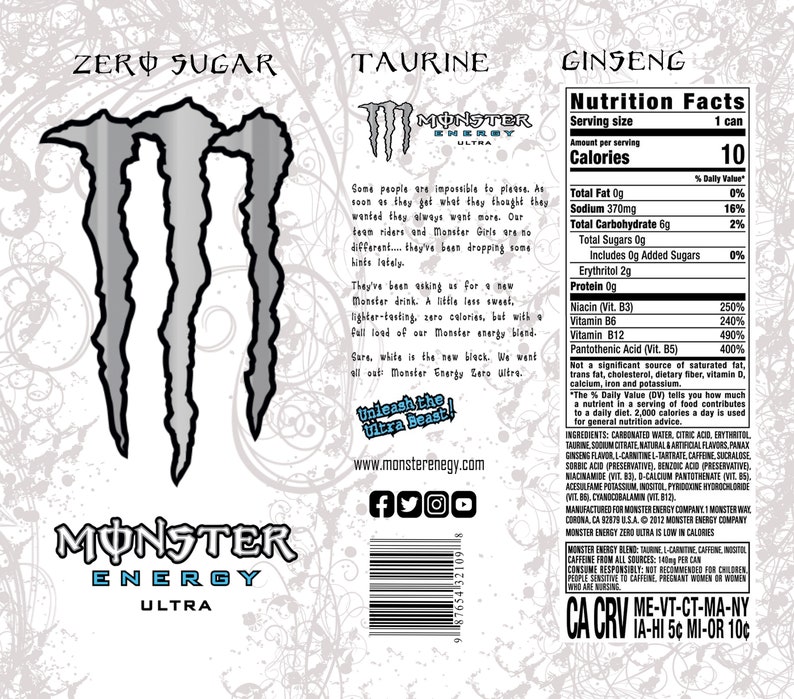 ZERO SUGAR
MONSTER
ENERGY
ULTRA
TAURINE
MONSTER
ENERGY
ULTRA
Some people are impossible to please. As
soon as they get what they thought they
wanted they always want more. Our
team riders and Monster Girls are no
different.... they've been dropping some
hints lately.
They've been asking us for a new
Monster drink. A little less sweet,
lighter-tasting, zero calories, but with a
full load of our Monster energy blend.
Sure, white is the new black. We went
all out: Monster Energy Zero Ultra.
Unleash the
Ultra Beast!
www.monsterenegy.com
9 87654 32109 8
GINSENG
Nutrition Facts
Serving size 1 can
Amount per serving
Calories 10
% Daily Value*
Total Fat 0g 0%
Sodium 370mg 16%
Total Carbohydrate 6g 2%
Total Sugars 0g
Includes 0g Added Sugars 0%
Erythritol 2g
Protein 0g
Niacin (Vit. B3) 250%
Vitamin B6 240%
Vitamin B12 490%
Pantothenic Acid (Vit. B5) 400%
Not a significant source of saturated fat,
trans fat, cholesterol, dietary fiber, vitamin D,
calcium, iron and potassium.
*The % Daily Value (DV) tells you how much
a nutrient in a serving of food contributes
to a daily diet. 2,000 calories a day is used
for general nutrition advice.
INGREDIENTS: CARBONATED WATER, CITRIC ACID, ERYTHRITOL,
TAURINE, SODIUM CITRATE, NATURAL & ARTIFICIAL FLAVORS, PANAX
GINSENG FLAVOR, L-CARNITINE L-TARTRATE, CAFFEINE, SUCRALOSE,
SORBIC ACID (PRESERVATIVE), BENZOIC ACID (PRESERVATIVE),
NIACINAMIDE (VIT. B3), D-CALCIUM PANTOTHENATE (VIT. B5),
ACESULFAME POTASSIUM, INOSITOL, PYRIDOXINE HYDROCHLORIDE
(VIT. B6), CYANOCOBALAMIN (VIT. B12).
MANUFACTURED FOR MONSTER ENERGY COMPANY. 1 MONSTER WAY,
CORONA, CA 92879 U.S.A. © 2012 MONSTER ENERGY COMPANY
MONSTER ENERGY ZERO ULTRA IS LOW IN CALORIES
MONSTER ENERGY BLEND: TAURINE, L-CARNITINE, CAFFEINE, INOSITOL
CAFFEINE FROM ALL SOURCES: 140mg PER CAN
CONSUME RESPONSIBLY: NOT RECOMMENDED FOR CHILDREN,
PEOPLE SENSITIVE TO CAFFEINE, PREGNANT WOMEN OR WOMEN
WHO ARE NURSING.
CA CRV ME-VT-CT-MA-NY
IA-HI 5¢ MI-OR 10¢